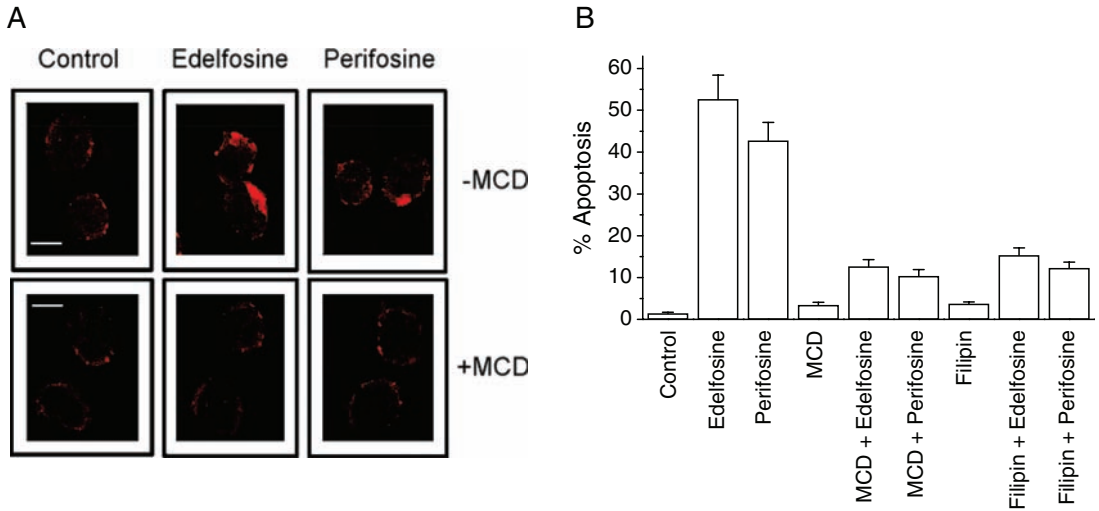 A
Control Edelfosine Perifosine
-MCD
+MCD
B
% Apoptosis
60
50
40
30
20
10
0
Control
Edelfosine
Perifosine
MCD
MCD + Edelfosine
MCD + Perifosine
Filipin
Filipin + Edelfosine
Filipin + Perifosine